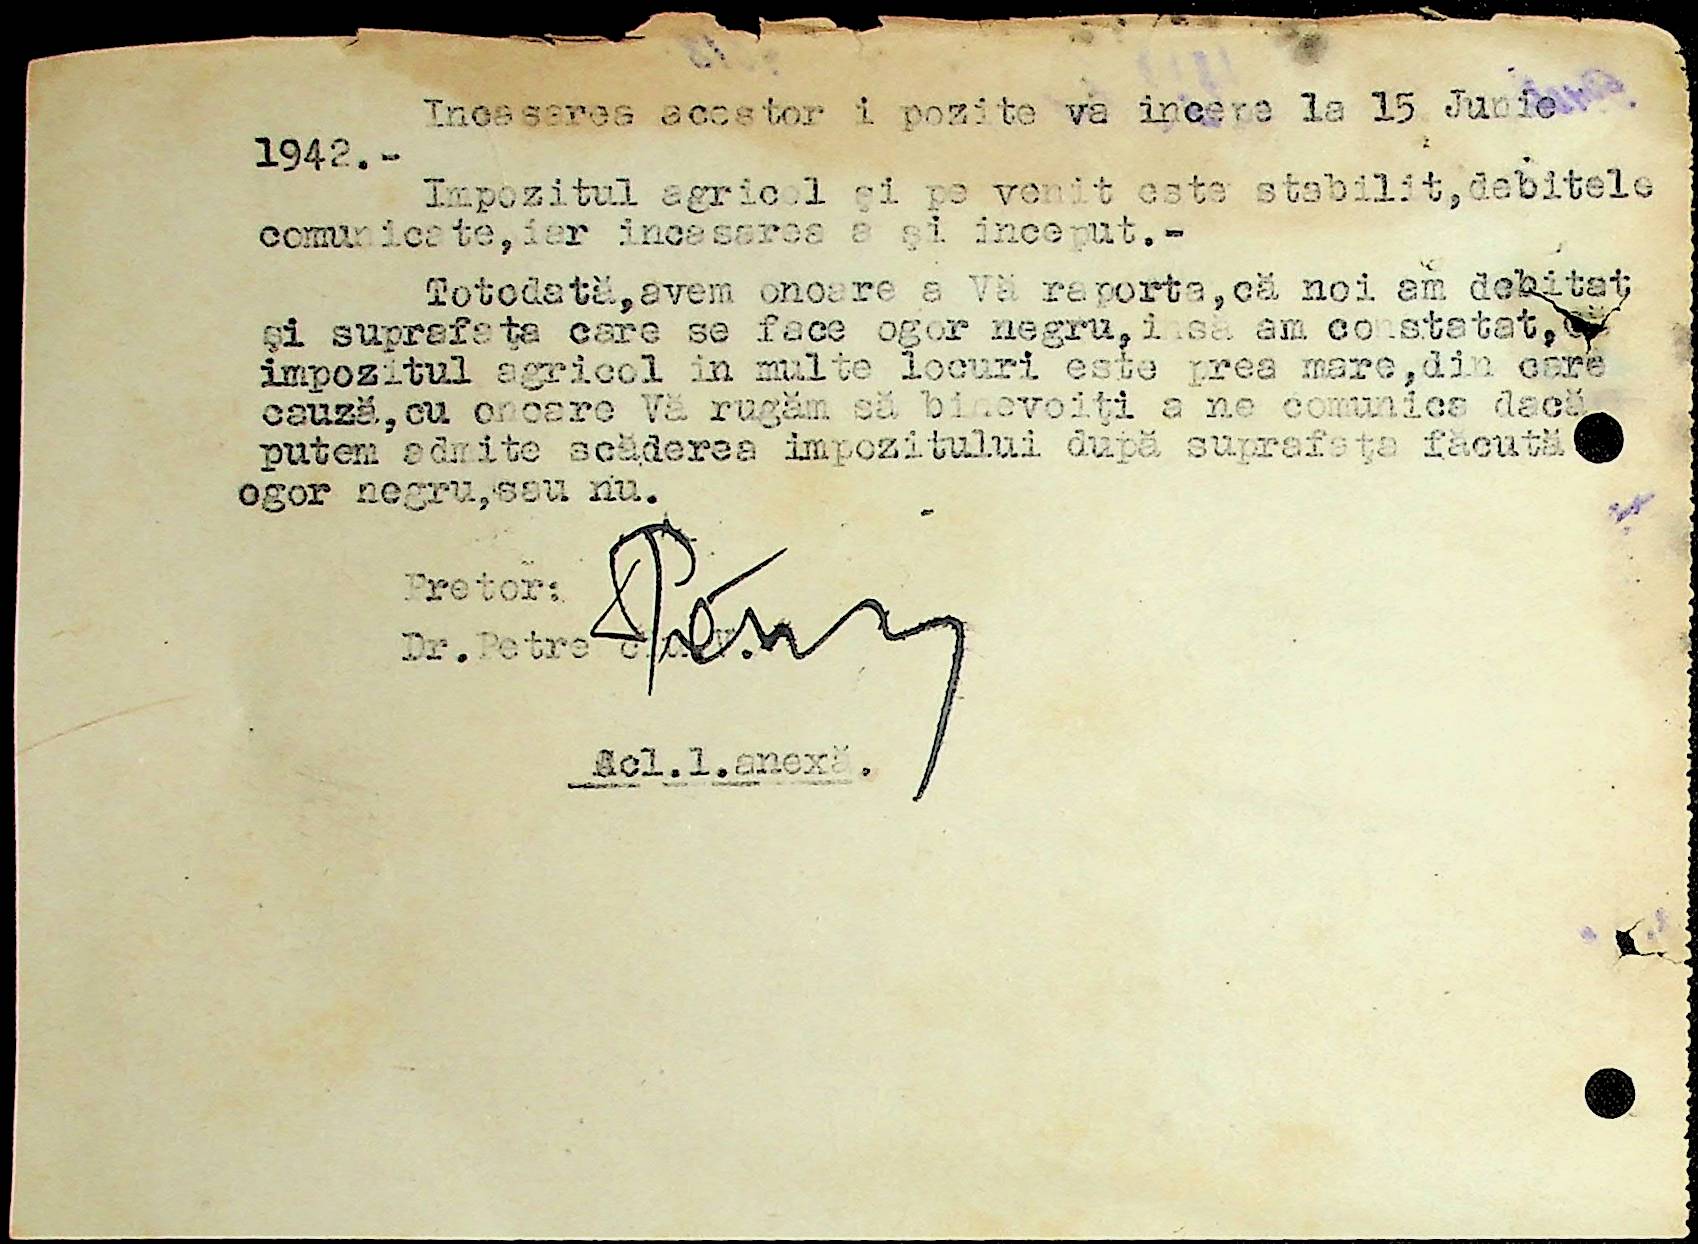 Incasarea acestor i pozite va incepe la 15 Junie
1942.-
Impozitul agricol şi pe venit este stabilit,debitele
comunicate,iar incasarea a şi inceput.-
Totodată,avem onoare a Vă raporta,că noi am debitat
şi suprafaţa care se face ogor negru,insă am constatat,că
impozitul agricol in multe locuri este prea mare,din care
cauză,cu onoare Vă rugăm să binevoiţi a ne comunica dacă
putem admite scăderea impozitului după suprafaţa făcută
ogor negru,sau nu.
Pretor:
Dr.Petre
Acl.1.anexă.